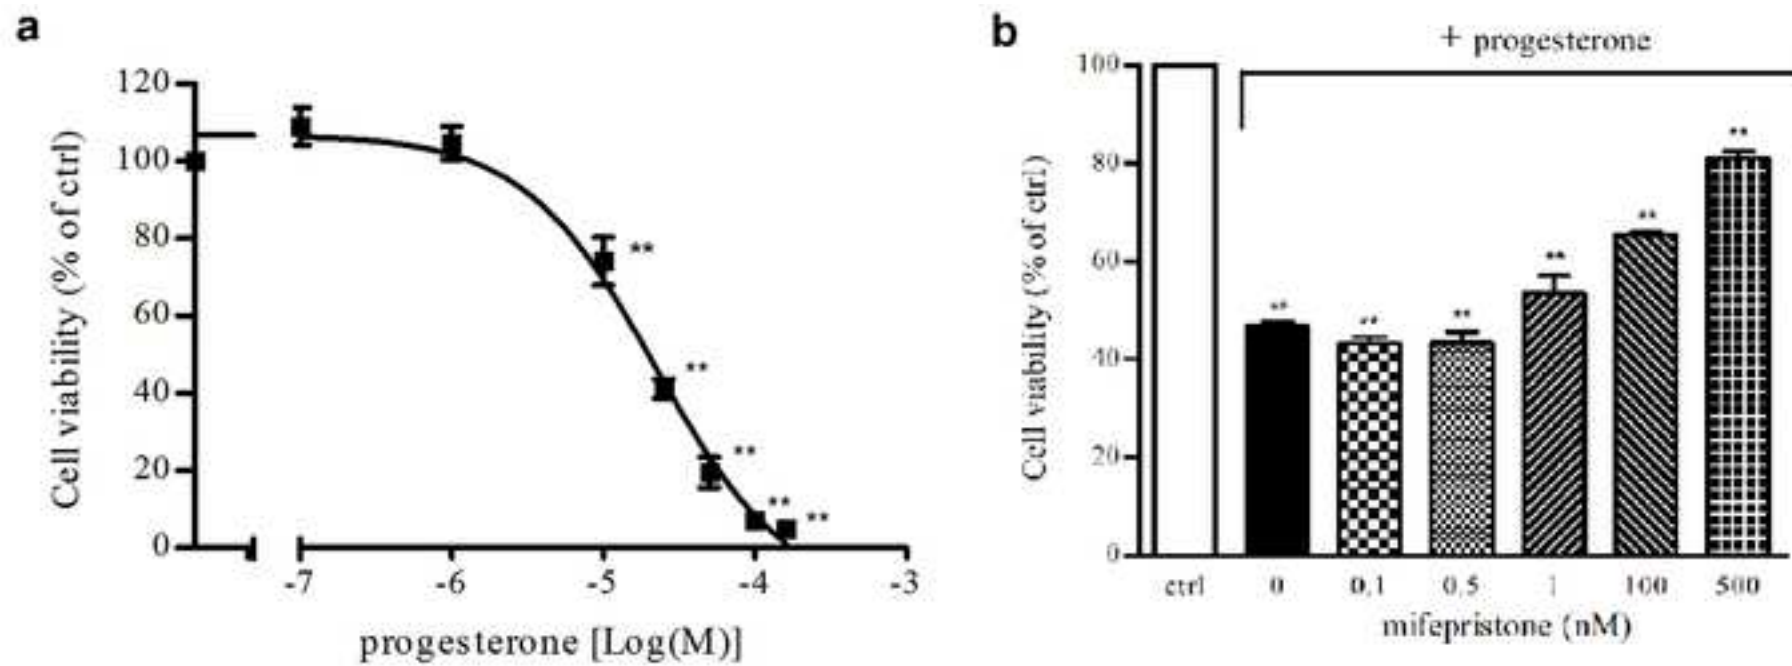 a
120
100
80
60
40
20
0
Cell viability (% of ctrl)
**
**
**
**
**
-7 -6 -5 -4 -3
progesterone [Log(M)]
b
+ progesterone
100
80
60
40
20
0
Cell viability (% of ctrl)
**
**
**
**
**
**
ctrl 0 0.1 0.5 1 100 500
mifepristone (nM)